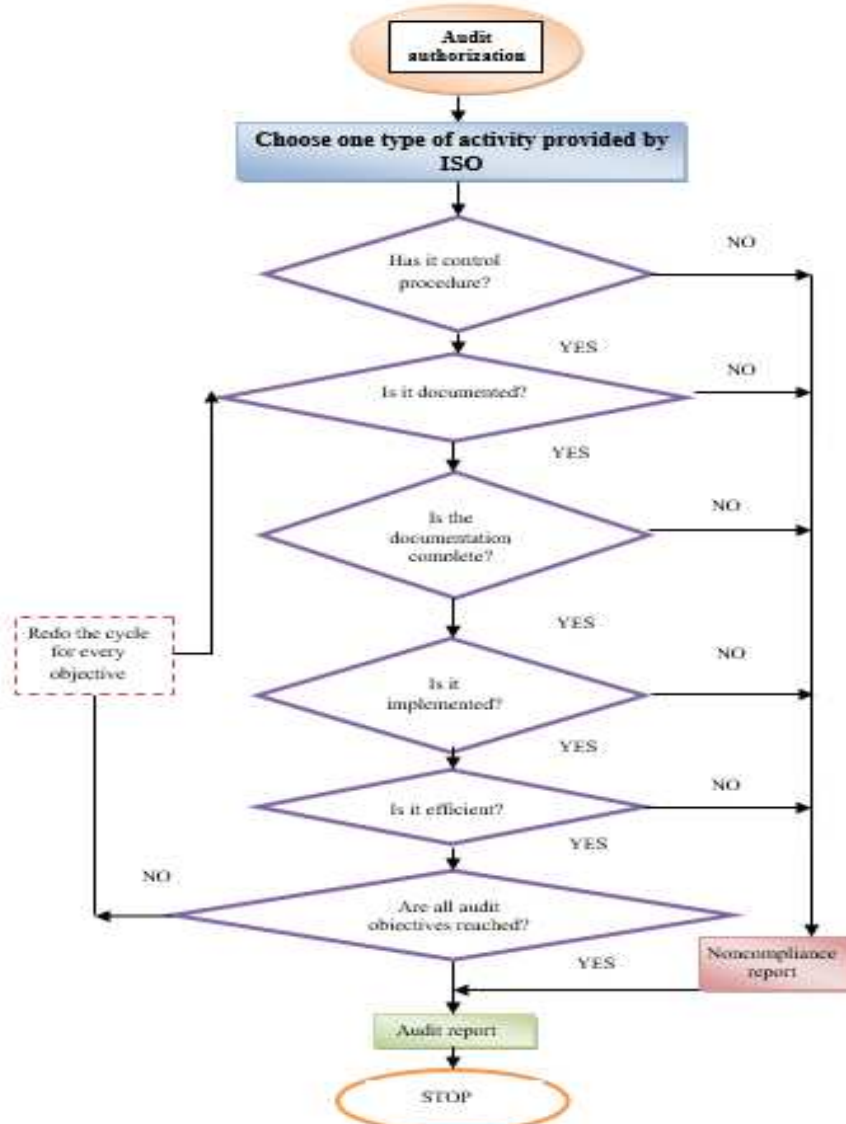 Audit
authorization
Choose one type of activity provided by
ISO
NO
Has it control
procedure?
YES
NO
Is it documented?
YES
NO
Is the
documentation
complete?
YES
Redo the cycle
for every
objective
NO
Is it
implemented?
YES
NO
Is it efficient?
YES
NO
Are all audit
objectives reached?
YES
Noncompliance
report
Audit report
STOP